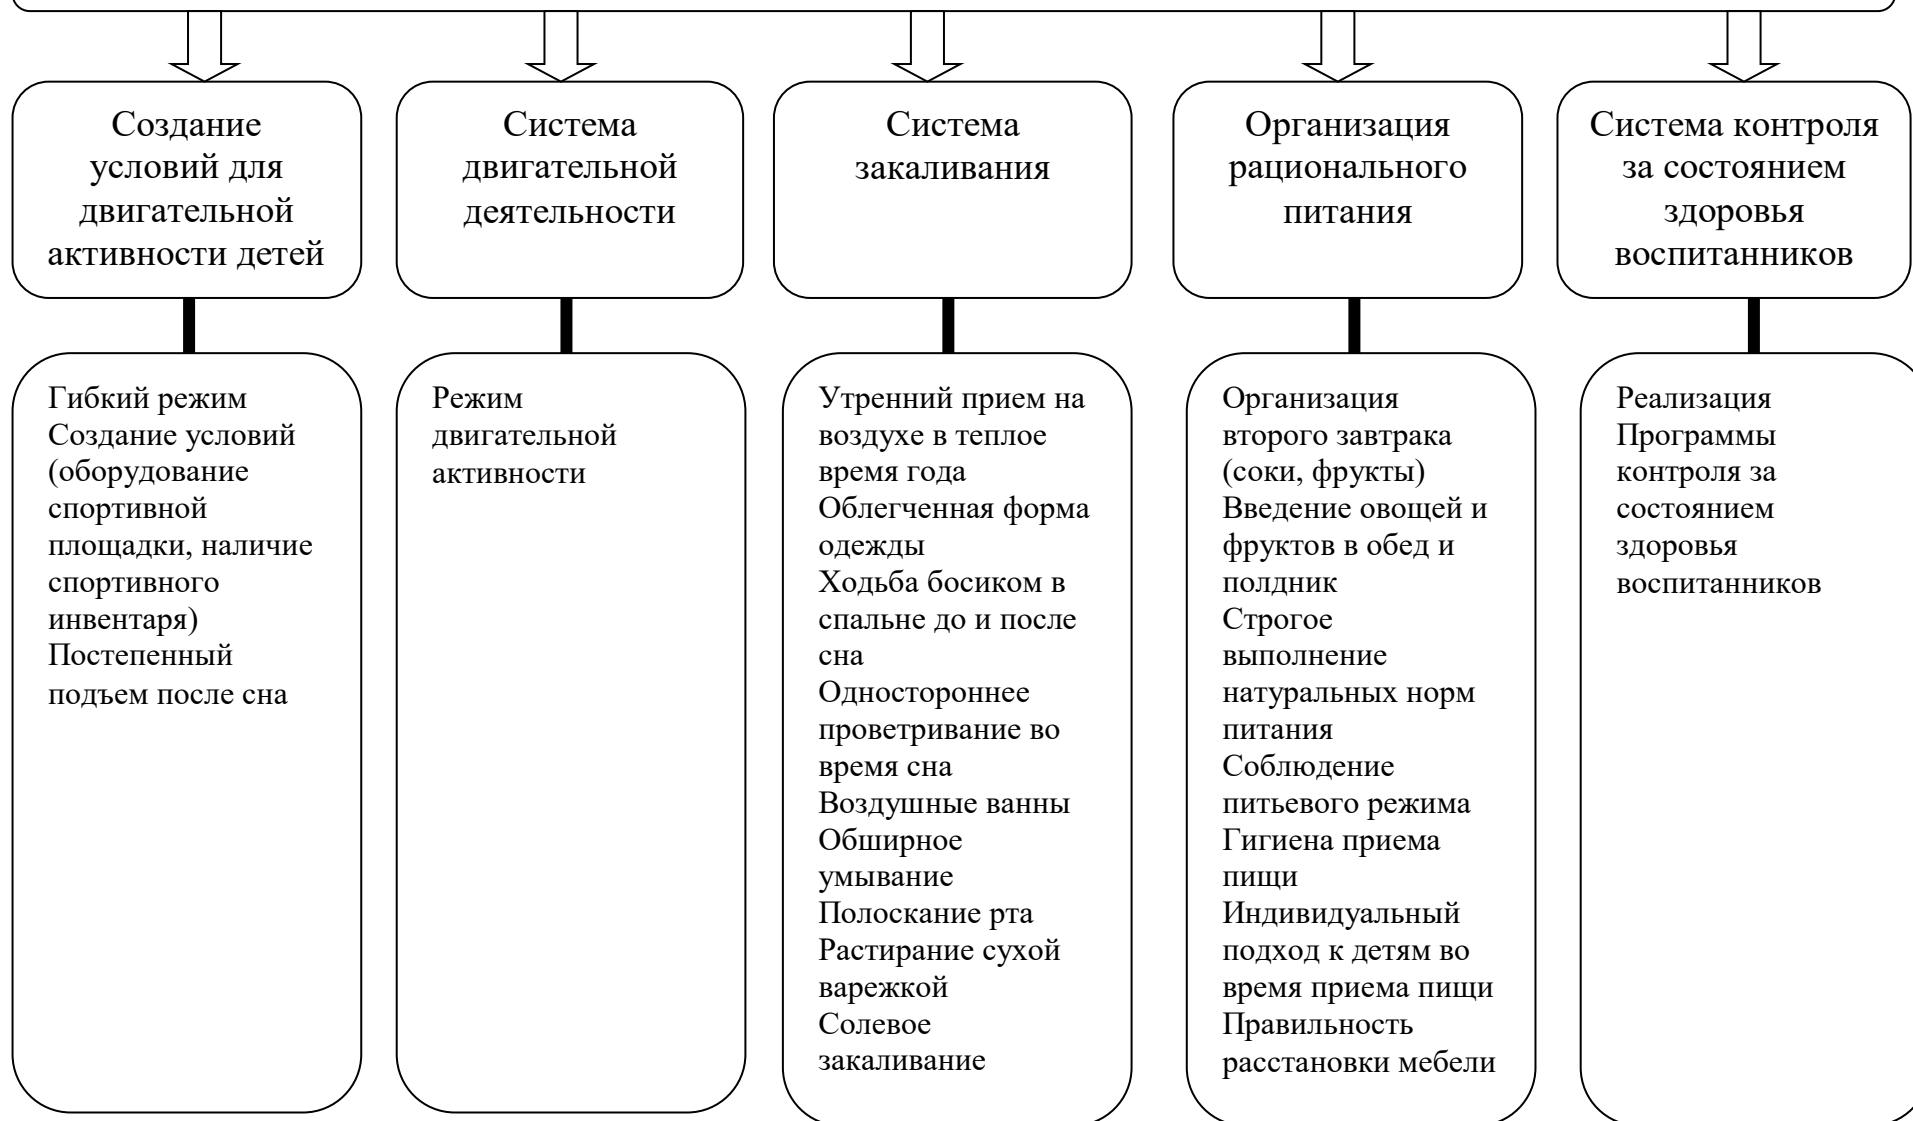 Создание
условий для
двигательной
активности детей
Система
двигательной
деятельности
Система
закаливания
Организация
рационального
питания
Система контроля
за состоянием
здоровья
воспитанников
Гибкий режим
Создание условий
(оборудование
спортивной
площадки, наличие
спортивного
инвентаря)
Постепенный
подъем после сна
Режим
двигательной
активности
Утренний прием на
воздухе в теплое
время года
Облегченная форма
одежды
Ходьба босиком в
спальне до и после
сна
Одностороннее
проветривание во
время сна
Воздушные ванны
Обширное
умывание
Полоскание рта
Растирание сухой
варежкой
Солевое
закаливание
Организация
второго завтрака
(соки, фрукты)
Введение овощей и
фруктов в обед и
полдник
Строгое
выполнение
натуральных норм
питания
Соблюдение
питьевого режима
Гигиена приема
пищи
Индивидуальный
подход к детям во
время приема пищи
Правильность
расстановки мебели
Реализация
Программы
контроля за
состоянием
здоровья
воспитанников